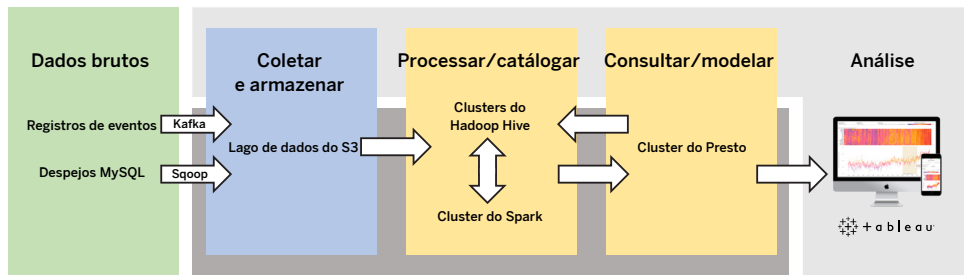 Dados brutos
Registros de eventos
Kafka
Despejos MySQL
Sqoop
Coletar
e armazenar
Lago de dados do S3
Processar/catálogar
Clusters do
Hadoop Hive
Cluster do Spark
Consultar/modelar
Cluster do Presto
Análise
+ a b l e a u